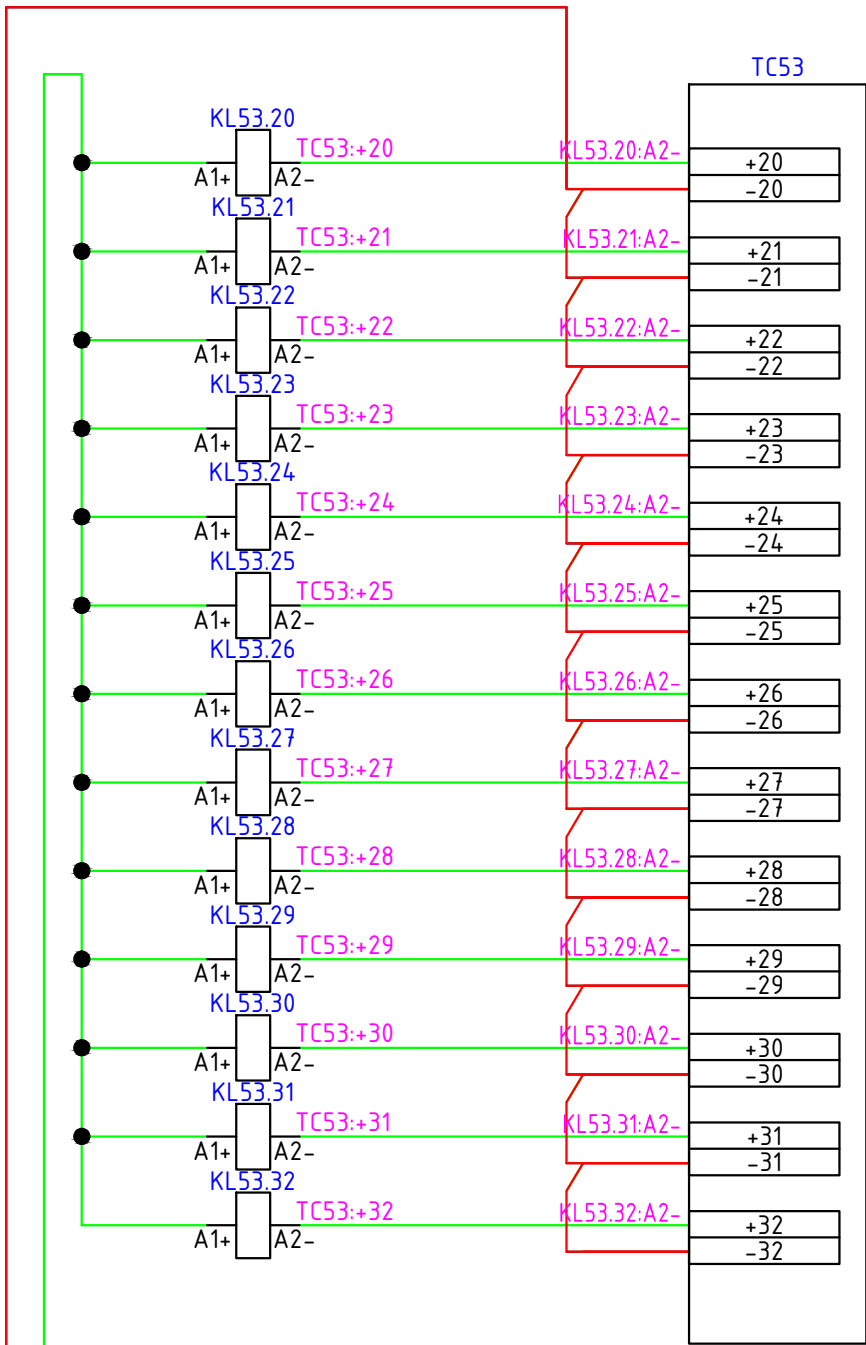 TC53
KL53.20
TC53:+20 KL53.20:A2- +20
A1+ A2- -20
KL53.21
TC53:+21 KL53.21:A2- +21
A1+ A2- -21
KL53.22
TC53:+22 KL53.22:A2- +22
A1+ A2- -22
KL53.23
TC53:+23 KL53.23:A2- +23
A1+ A2- -23
KL53.24
TC53:+24 KL53.24:A2- +24
A1+ A2- -24
KL53.25
TC53:+25 KL53.25:A2- +25
A1+ A2- -25
KL53.26
TC53:+26 KL53.26:A2- +26
A1+ A2- -26
KL53.27
TC53:+27 KL53.27:A2- +27
A1+ A2- -27
KL53.28
TC53:+28 KL53.28:A2- +28
A1+ A2- -28
KL53.29
TC53:+29 KL53.29:A2- +29
A1+ A2- -29
KL53.30
TC53:+30 KL53.30:A2- +30
A1+ A2- -30
KL53.31
TC53:+31 KL53.31:A2- +31
A1+ A2- -31
KL53.32
TC53:+32 KL53.32:A2- +32
A1+ A2- -32